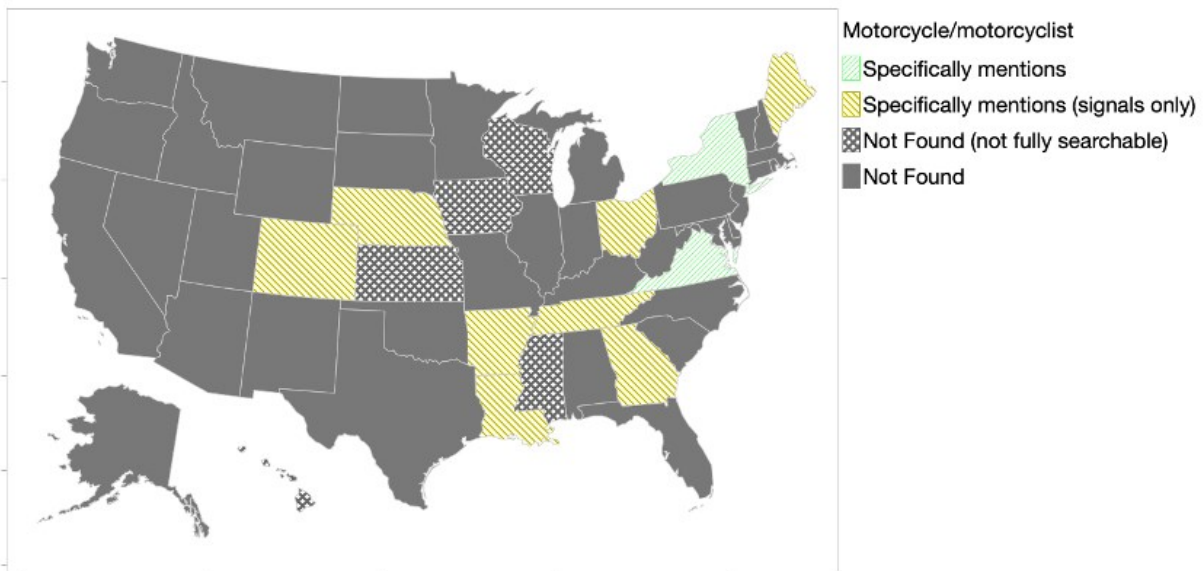 Motorcycle/motorcyclist
Specifically mentions
Specifically mentions (signals only)
Not Found (not fully searchable)
Not Found